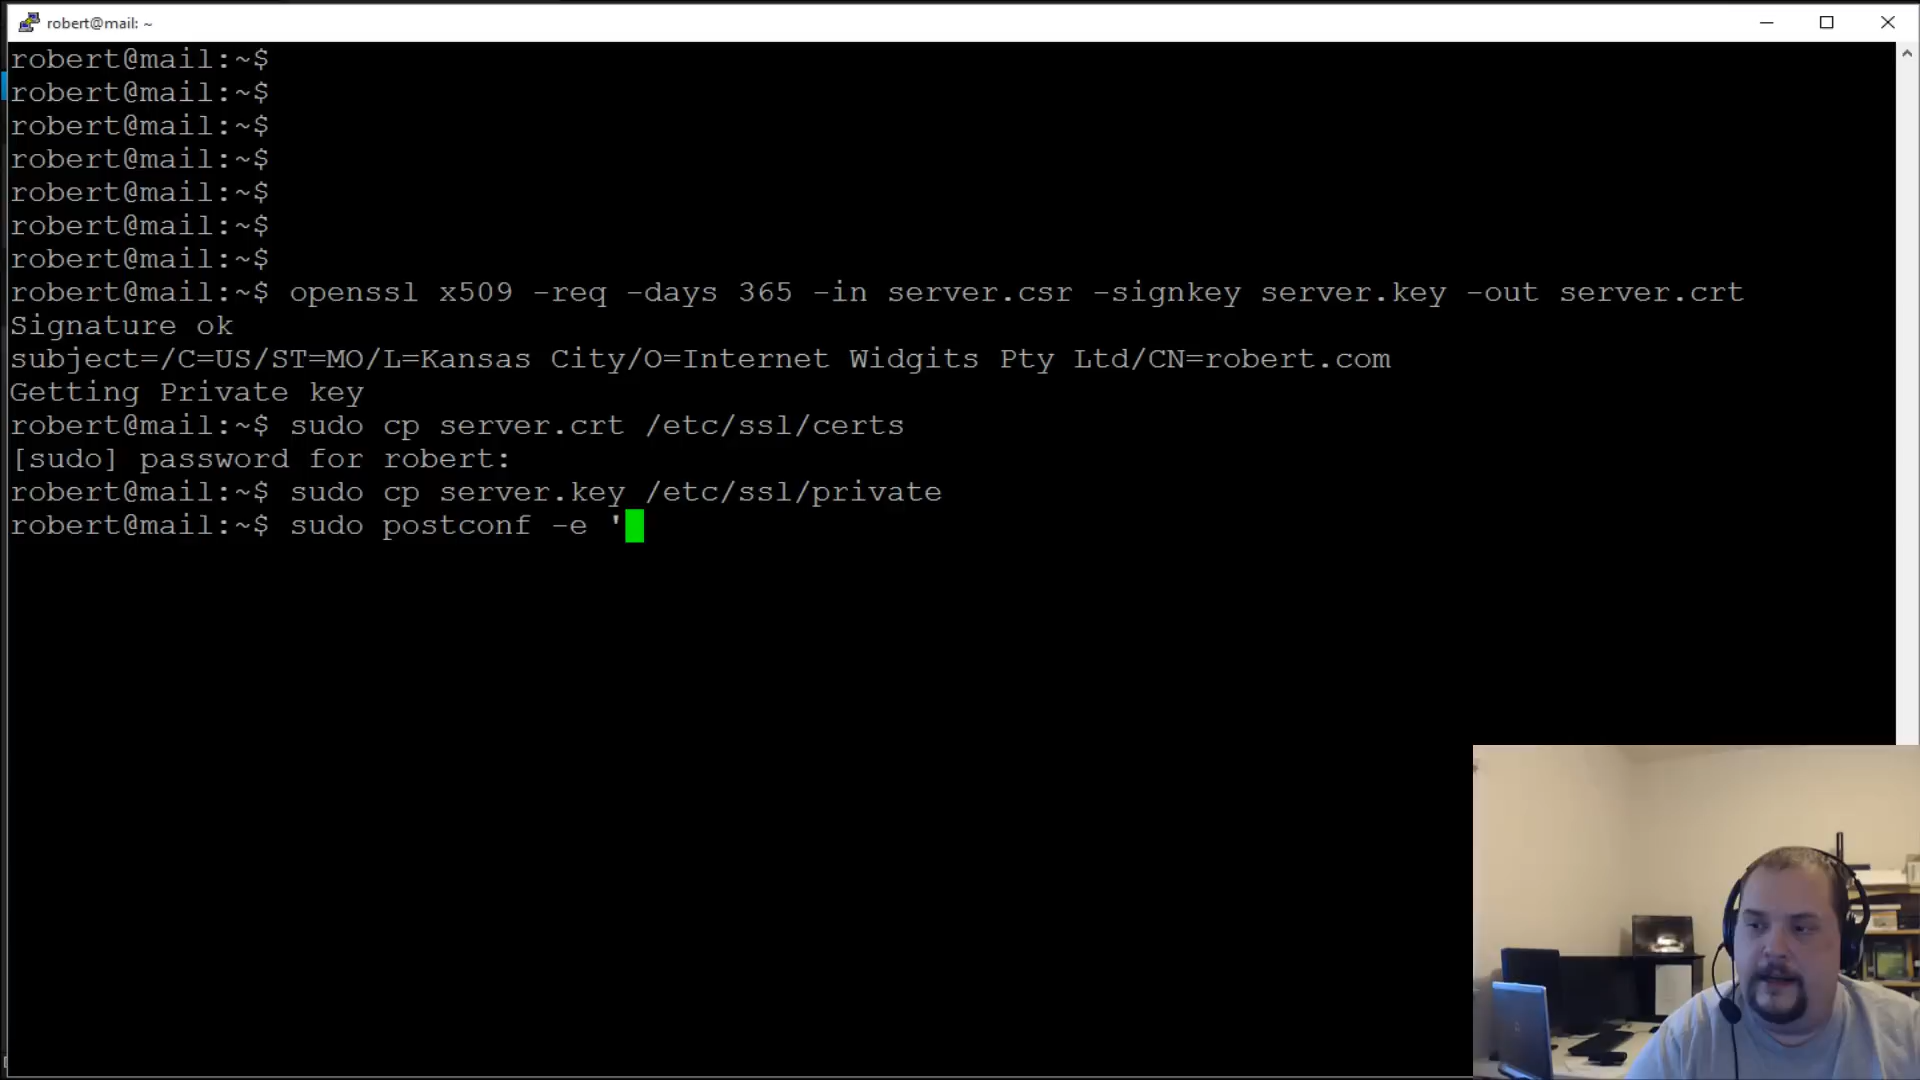 robert@mail: ~
robert@mail:~$
robert@mail:~$
robert@mail:~$
robert@mail:~$
robert@mail:~$
robert@mail:~$
robert@mail:~$
robert@mail:~$ openssl x509 -req -days 365 -in server.csr -signkey server.key -out server.crt
Signature ok
subject=/C=US/ST=MO/L=Kansas City/O=Internet Widgits Pty Ltd/CN=robert.com
Getting Private key
robert@mail:~$ sudo cp server.crt /etc/ssl/certs
[sudo] password for robert:
robert@mail:~$ sudo cp server.key /etc/ssl/private
robert@mail:~$ sudo postconf -e '